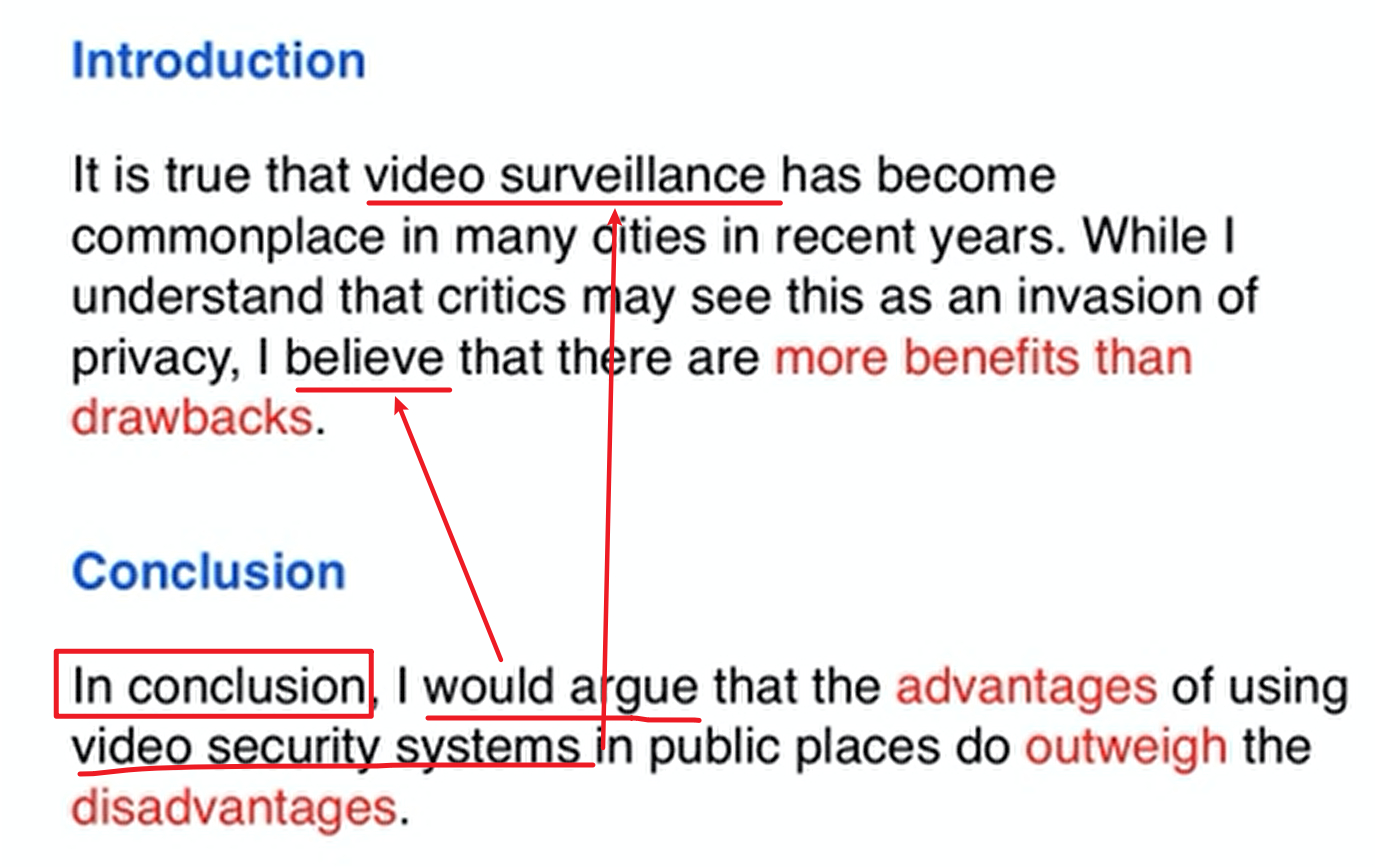 Introduction
It is true that video surveillance has become
commonplace in many cities in recent years. While I
understand that critics may see this as an invasion of
privacy, I believe that there are more benefits than
drawbacks.
Conclusion
In conclusion, I would argue that the advantages of using
video security systems in public places do outweigh the
disadvantages.